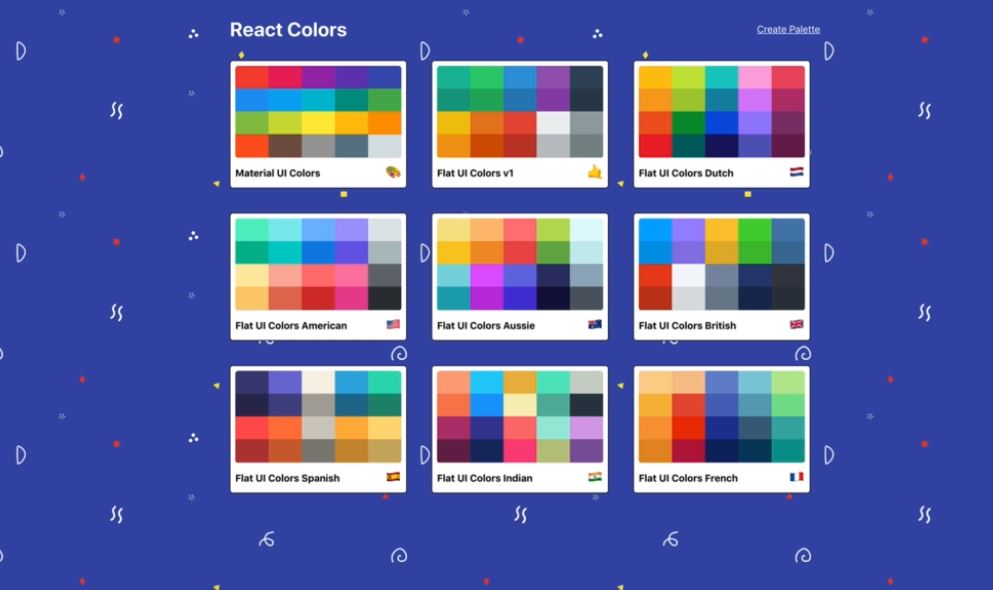 React Colors
Create Palette
Material UI Colors
Flat UI Colors v1
Flat UI Colors Dutch
Flat UI Colors American
Flat UI Colors Aussie
Flat UI Colors British
Flat UI Colors Spanish
Flat UI Colors Indian
Flat UI Colors French